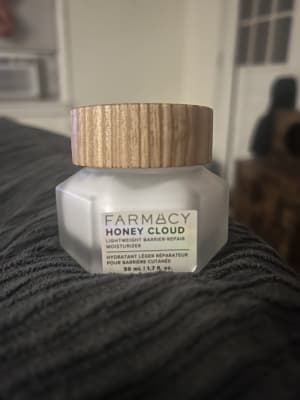 FARMACY
HONEY CLOUD
LIGHTWEIGHT BARRIER REPAIR
MOISTURIZER
HYDRATANT LÉGER RÉPARATEUR
POUR BARRIÈRE CUTANÉE
50 mL | 1.7 fl. oz.